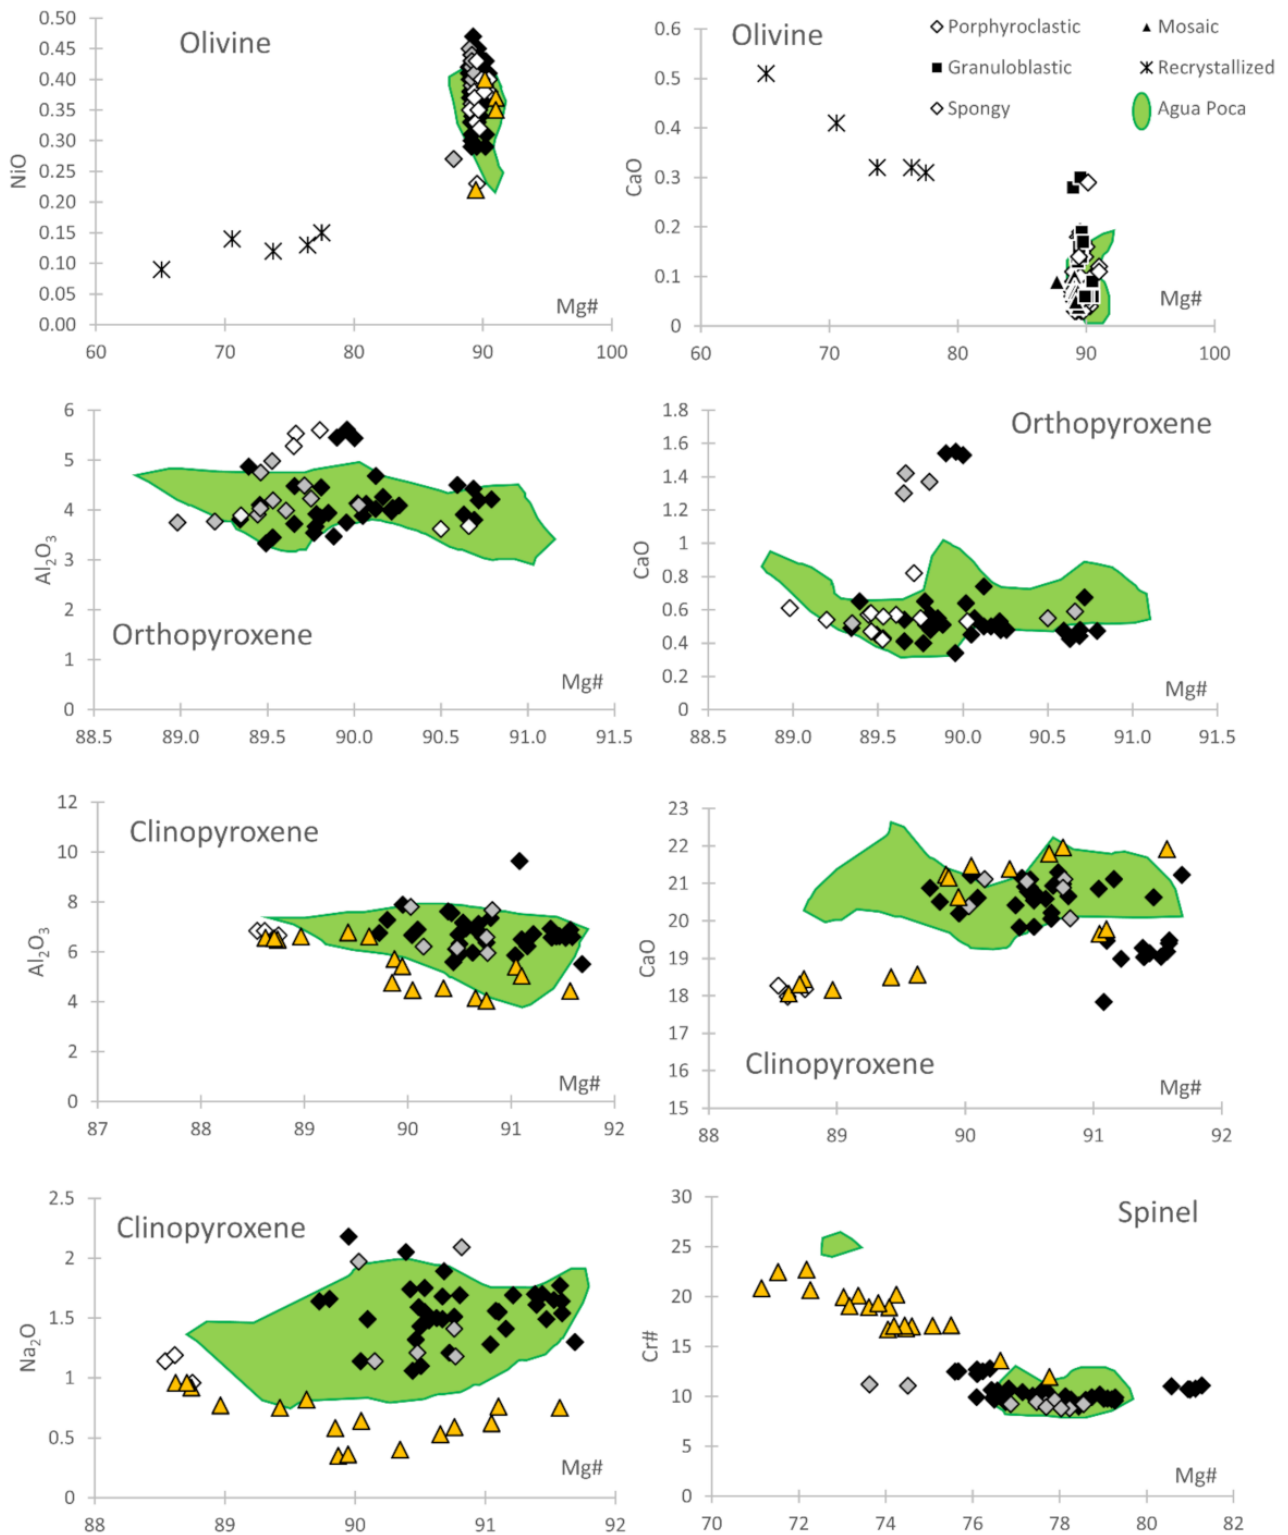 Olivine
NiO
0.50
0.45
0.40
0.35
0.30
0.25
0.20
0.15
0.10
0.05
0.00
Mg#
60 70 80 90 100
Olivine
Porphyroclastic Mosaic
Granuloblastic Recrystallized
Spongy Agua Poca
CaO
0.6
0.5
0.4
0.3
0.2
0.1
0
Mg#
60 70 80 90 100
Al2O3
6
5
4
3
2
1
0
Orthopyroxene
Mg#
88.5 89.0 89.5 90.0 90.5 91.0 91.5
Orthopyroxene
CaO
1.8
1.6
1.4
1.2
1
0.8
0.6
0.4
0.2
0
Mg#
88.5 89.0 89.5 90.0 90.5 91.0 91.5
Clinopyroxene
Al2O3
12
10
8
6
4
2
0
Mg#
87 88 89 90 91 92
CaO
23
22
21
20
19
18
17
16
15
Clinopyroxene
Mg#
88 89 90 91 92
Clinopyroxene
Na2O
2.5
2
1.5
1
0.5
0
Mg#
88 89 90 91 92
Spinel
Cr#
30
25
20
15
10
5
0
Mg#
70 72 74 76 78 80 82